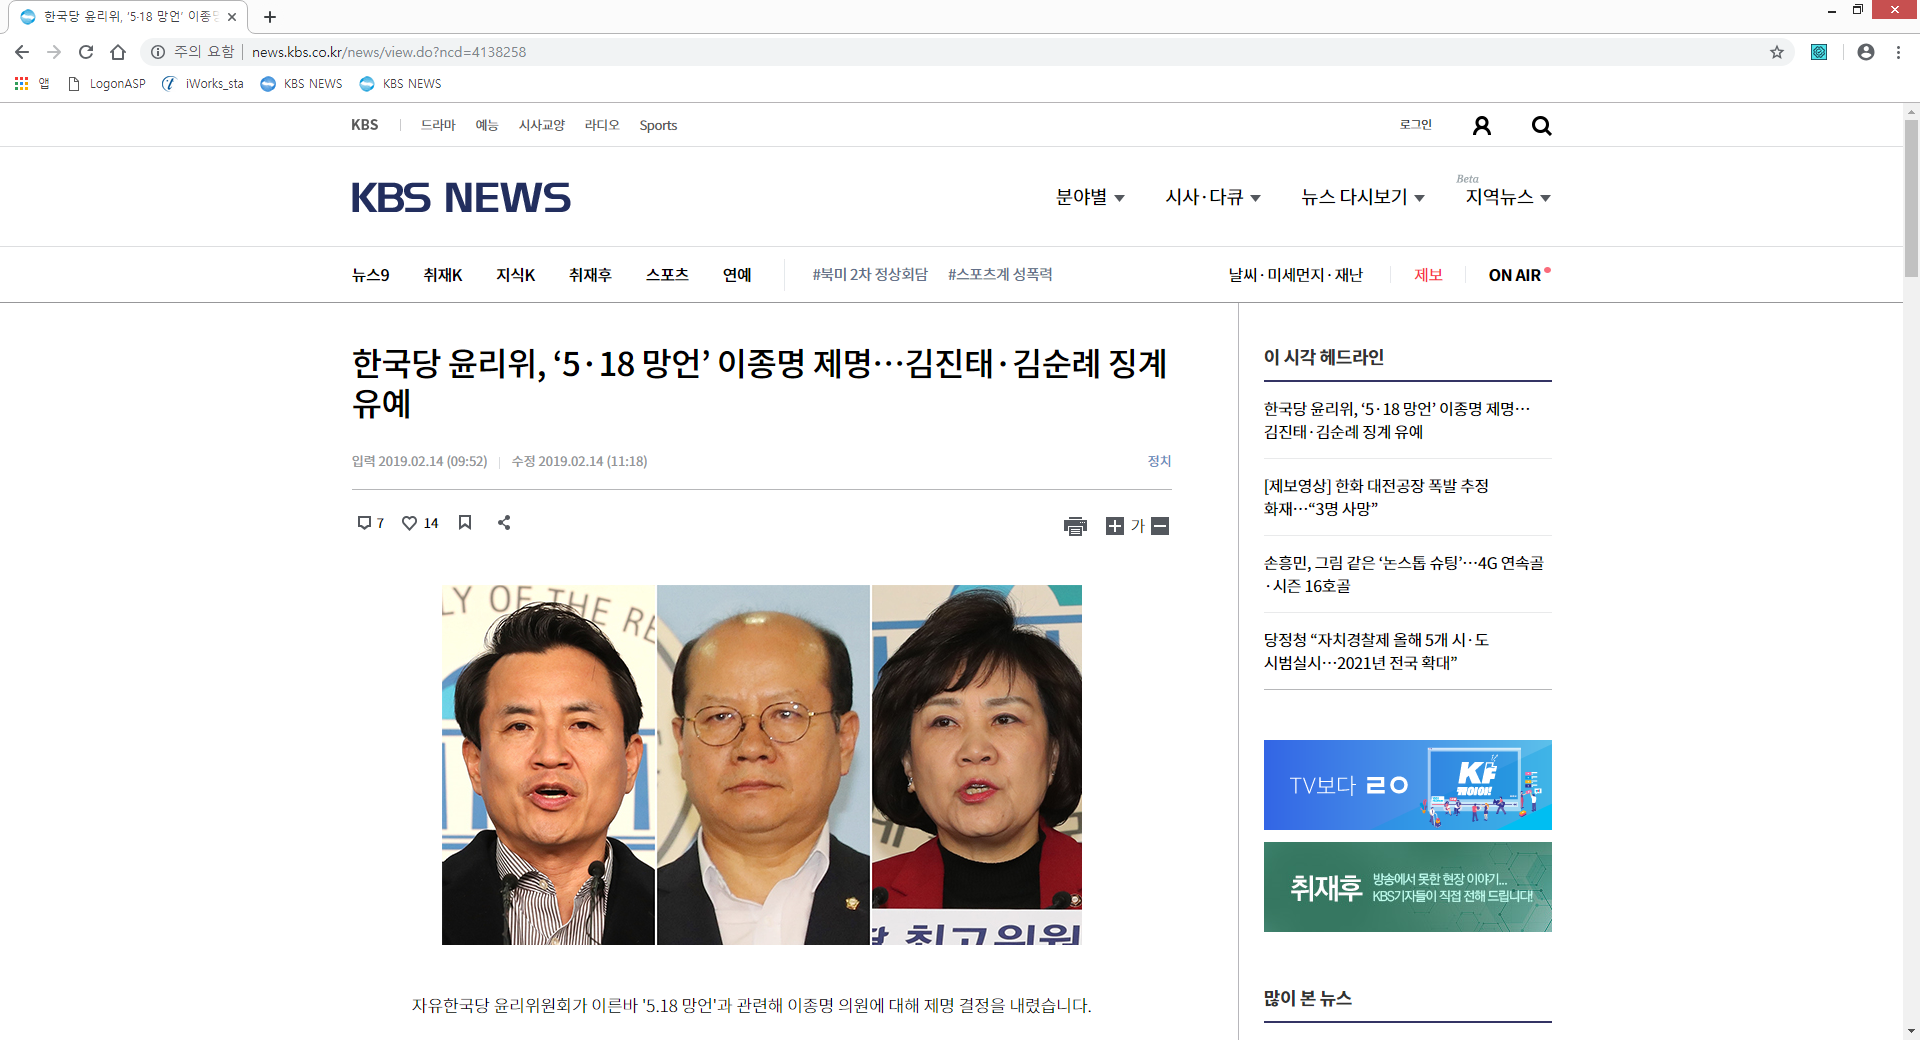 한국당 윤리위, '5·18 망언' 이종
주의 요함 | news.kbs.co.kr/news/view.do?ncd=4138258
앱 LogonASP iWorks_sta KBS NEWS KBS NEWS
KBS 드라마 예능 시사교양 라디오 Sports 로그인
KBS NEWS
분야별 시사·다큐 뉴스 다시보기 Beta 지역뉴스
뉴스9 취재K 지식K 취재후 스포츠 연예 #북미 2차 정상회담 #스포츠계 성폭력 날씨·미세먼지·재난 제보 ON AIR
한국당 윤리위, ‘5·18 망언’ 이종명 제명…김진태·김순례 징계
유예
입력 2019.02.14 (09:52) 수정 2019.02.14 (11:18) 정치
7 14 가
LY OF THE RE
최고위원
자유한국당 윤리위원회가 이른바 '5.18 망언'과 관련해 이종명 의원에 대해 제명 결정을 내렸습니다.
이 시각 헤드라인
한국당 윤리위, ‘5·18 망언’ 이종명 제명…
김진태·김순례 징계 유예
[제보영상] 한화 대전공장 폭발 추정
화재…“3명 사망”
손흥민, 그림 같은 ‘논스톱 슈팅’…4G 연속골
·시즌 16호골
당정청 “자치경찰제 올해 5개 시·도
시범실시…2021년 전국 확대”
TV보다 ㄹㅇ
케이야!
취재후 방송에서 못한 현장 이야기...
KBS기자들이 직접 전해 드립니다!
많이 본 뉴스